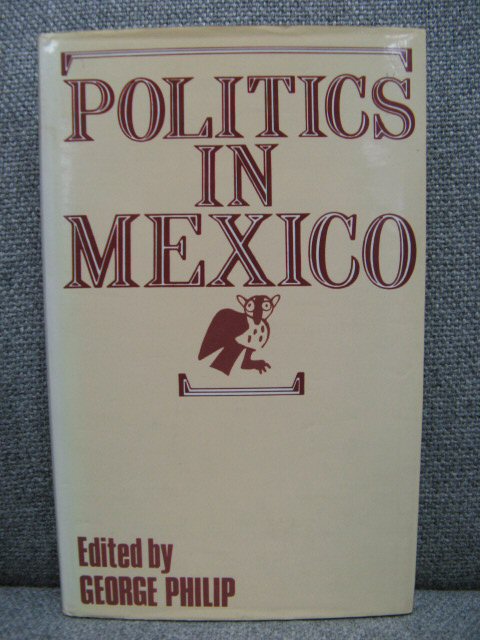 POLITICS
IN
MEXICO
Edited by
GEORGE PHILIP